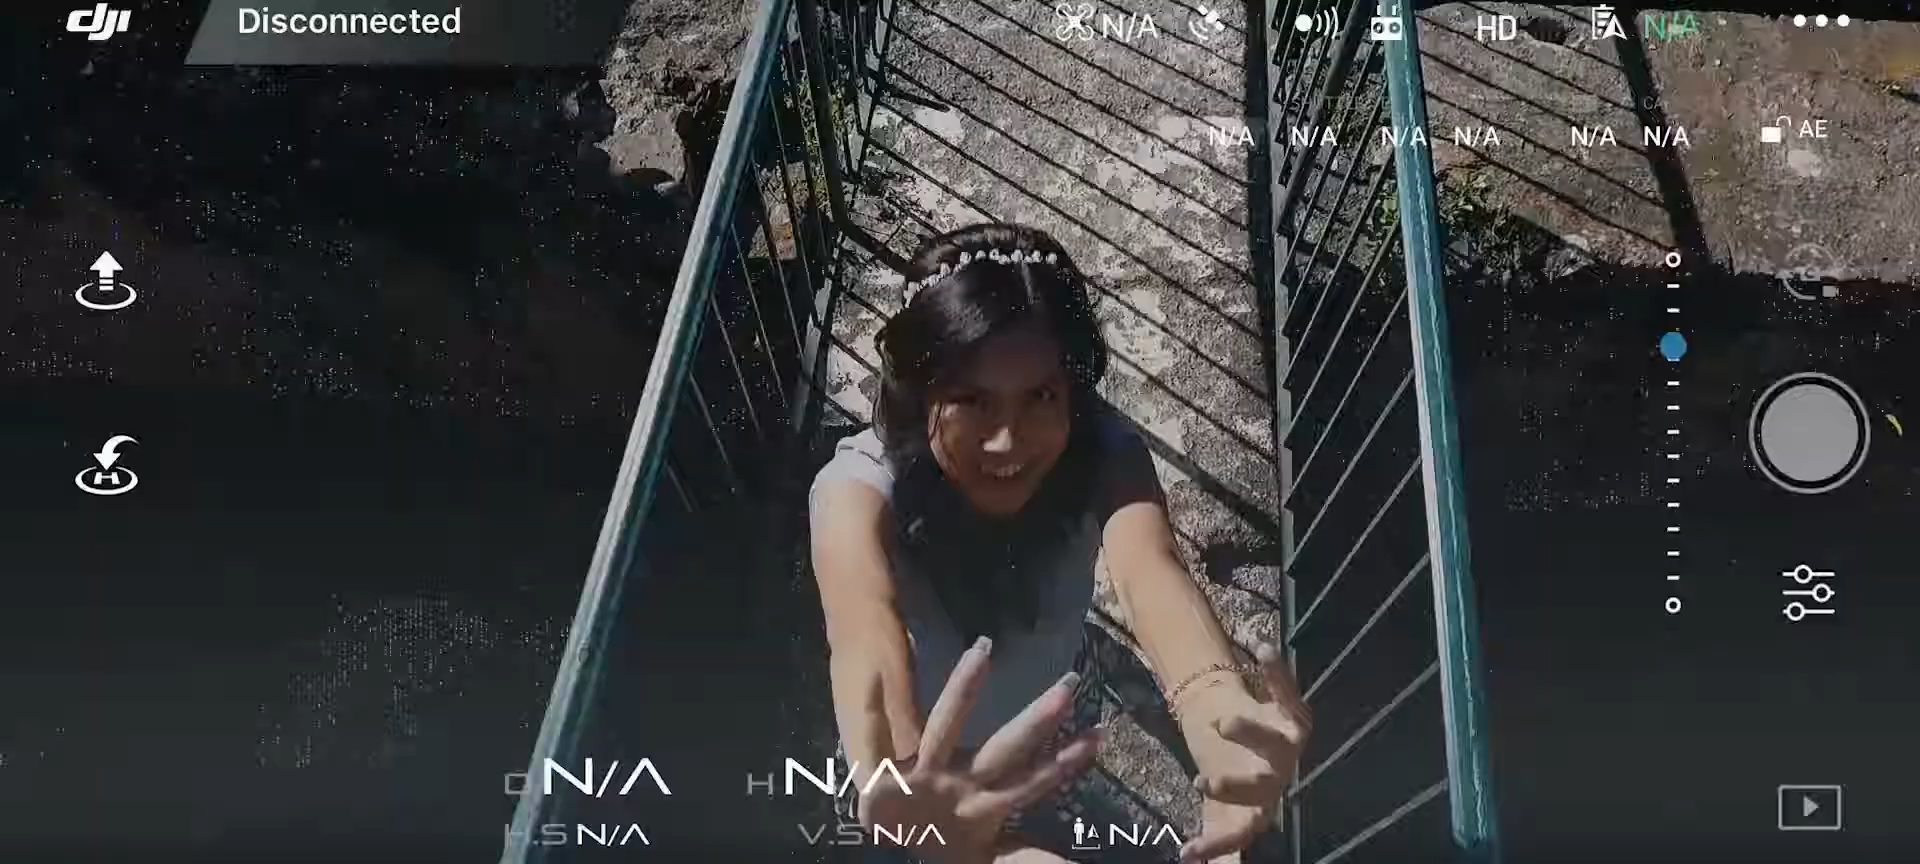 dji Disconnected N/A HD N/A
N/A N/A N/A N/A N/A N/A AE
H
D N/A H N/A
H.S N/A V.S N/A N/A